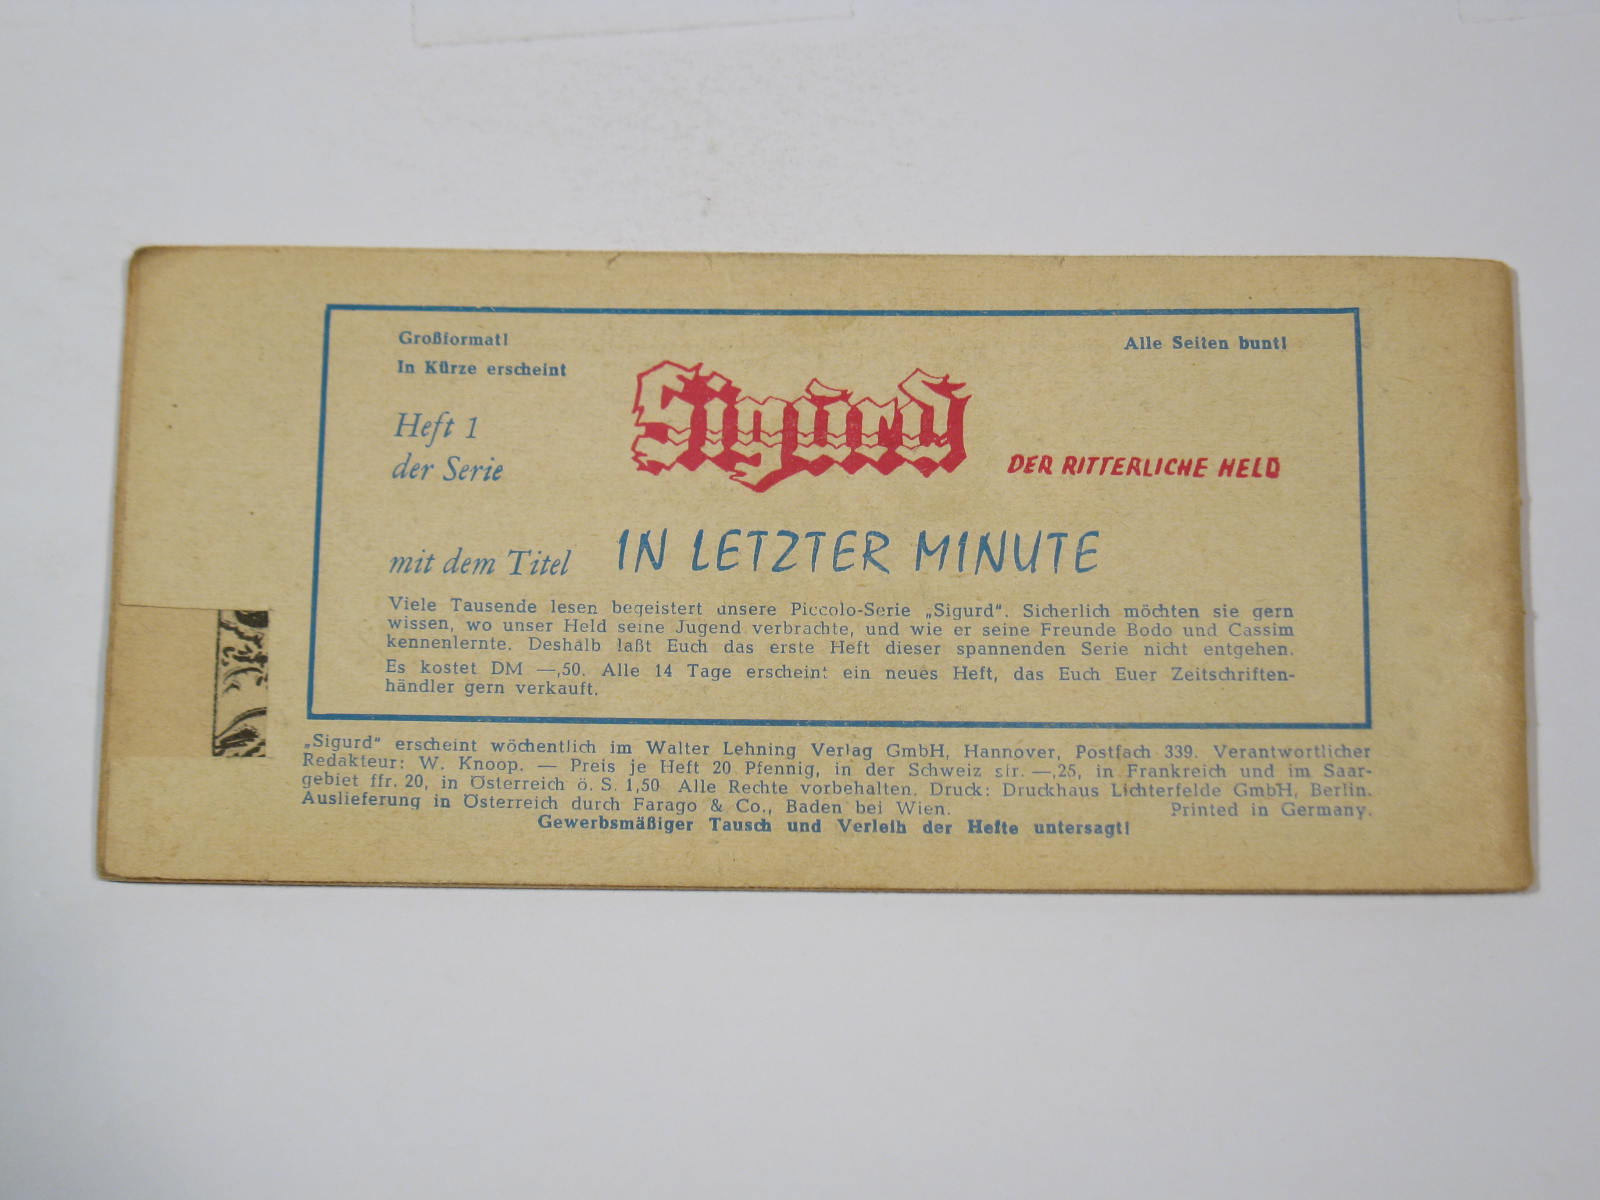 Großformat!
Alle Seiten bunt!
In Kürze erscheint
Sigurd
Heft 1
der Serie
DER RITTERLICHE HELD
mit dem Titel IN LETZTER MINUTE
Viele Tausende lesen begeistert unsere Piccolo-Serie „Sigurd“. Sicherlich möchten sie gern
wissen, wo unser Held seine Jugend verbrachte, und wie er seine Freunde Bodo und Cassim
kennenlernte. Deshalb laßt Euch das erste Heft dieser spannenden Serie nicht entgehen.
Es kostet DM —,50. Alle 14 Tage erscheint ein neues Heft, das Euch Euer Zeitschriften-
händler gern verkauft.
„Sigurd“ erscheint wöchentlich im Walter Lehning Verlag GmbH, Hannover, Postfach 339. Verantwortlicher
Redakteur: W. Knoop. — Preis je Heft 20 Pfennig, in der Schweiz sfr. —,25, in Frankreich und im Saar-
gebiet ffr. 20, in Österreich ö. S. 1,50 Alle Rechte vorbehalten. Druck: Druckhaus Lichterfelde GmbH, Berlin.
Auslieferung in Österreich durch Farago & Co., Baden bei Wien. Printed in Germany.
Gewerbsmäßiger Tausch und Verleih der Hefte untersagt!